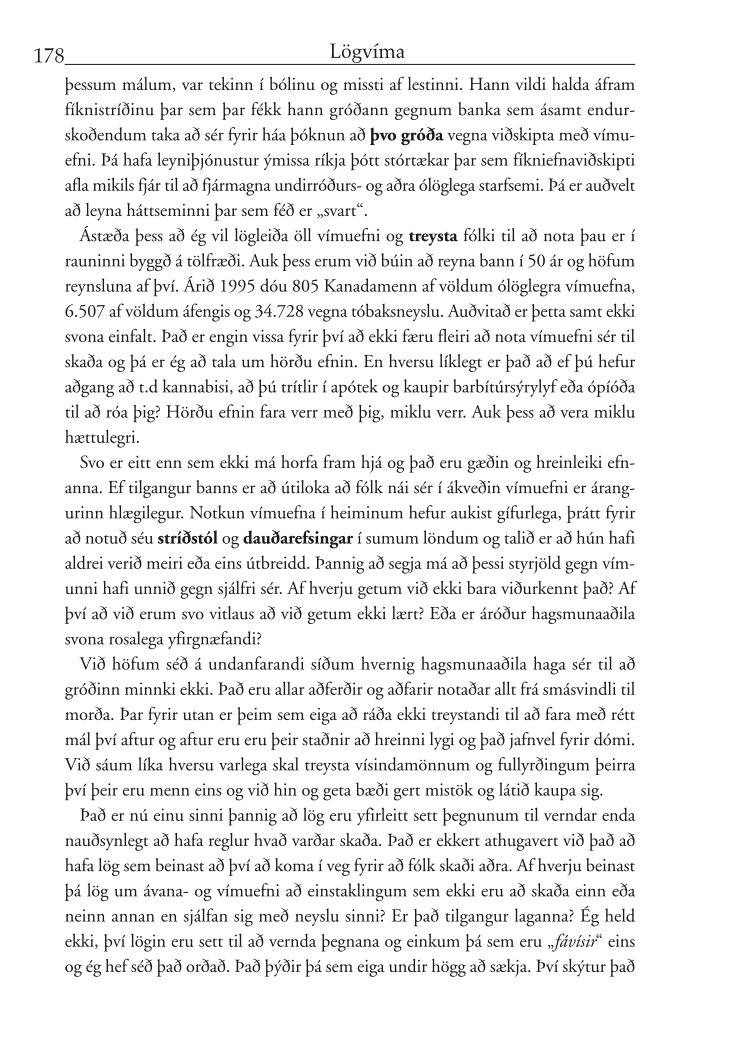 178
Lögvíma
þessum málum, var tekinn í bólinu og missti af lestinni. Hann vildi halda áfram
fíknistríðinu þar sem þar fékk hann gróðann gegnum banka sem ásamt endur-
skoðendum taka að sér fyrir háa þóknun að þvo gróða vegna viðskipta með vímu-
efni. Þá hafa leyniþjónustur ýmissa ríkja þótt stórtækar þar sem fíkniefnaviðskipti
afla mikils fjár til að fjármagna undirróðurs- og aðra ólöglega starfsemi. Þá er auðvelt
að leyna háttseminni þar sem féð er „svart“.
Ástæða þess að ég vil lögleiða öll vímuefni og treysta fólki til að nota þau er í
rauninni byggð á tölfræði. Auk þess erum við búin að reyna bann í 50 ár og höfum
reynsluna af því. Árið 1995 dóu 805 Kanadamenn af völdum ólöglegra vímuefna,
6.507 af völdum áfengis og 34.728 vegna tóbaksneyslu. Auðvitað er þetta samt ekki
svona einfalt. Það er engin vissa fyrir því að ekki færu fleiri að nota vímuefni sér til
skaða og þá er ég að tala um hörðu efnin. En hversu líklegt er það að ef þú hefur
aðgang að t.d kannabisi, að þú trítlir í apótek og kaupir barbítúrsýrylyf eða ópíóða
til að róa þig? Hörðu efnin fara verr með þig, miklu verr. Auk þess að vera miklu
hættulegri.
Svo er eitt enn sem ekki má horfa fram hjá og það eru gæðin og hreinleiki efn-
anna. Ef tilgangur banns er að útiloka að fólk nái sér í ákveðin vímuefni er árang-
urinn hlægilegur. Notkun vímuefna í heiminum hefur aukist gífurlega, þrátt fyrir
að notuð séu stríðstól og dauðarefsingar í sumum löndum og talið er að hún hafi
aldrei verið meiri eða eins útbreidd. Þannig að segja má að þessi styrjöld gegn vím-
unni hafi unnið gegn sjálfri sér. Af hverju getum við ekki bara viðurkennt það? Af
því að við erum svo vitlaus að við getum ekki lært? Eða er áróður hagsmunaaðila
svona rosalega yfirgnæfandi?
Við höfum séð á undanfarandi síðum hvernig hagsmunaaðila haga sér til að
gróðinn minnki ekki. Það eru allar aðferðir og aðfarir notaðar allt frá smásvindli til
morða. Þar fyrir utan er þeim sem eiga að ráða ekki treystandi til að fara með rétt
mál því aftur og aftur eru eru þeir staðnir að hreinni lygi og það jafnvel fyrir dómi.
Við sáum líka hversu varlega skal treysta vísindamönnum og fullyrðingum þeirra
því þeir eru menn eins og við hin og geta bæði gert mistök og látið kaupa sig.
Það er nú einu sinni þannig að lög eru yfirleitt sett þegnunum til verndar enda
nauðsynlegt að hafa reglur hvað varðar skaða. Það er ekkert athugavert við það að
hafa lög sem beinast að því að koma í veg fyrir að fólk skaði aðra. Af hverju beinast
þá lög um ávana- og vímuefni að einstaklingum sem ekki eru að skaða einn eða
neinn annan en sjálfan sig með neyslu sinni? Er það tilgangur laganna? Ég held
ekki, því lögin eru sett til að vernda þegnana og einkum þá sem eru „fávísir“ eins
og ég hef séð það orðað. Það þýðir þá sem eiga undir högg að sækja. Því skýtur það